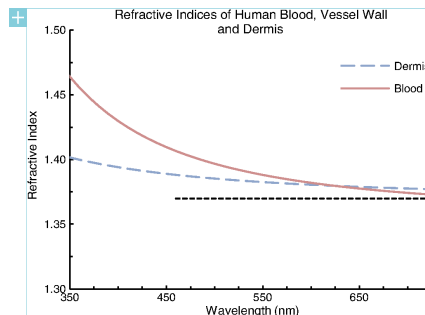 Refractive Indices of Human Blood, Vessel Wall
and Dermis
1.50
1.45
1.40
1.35
1.30
Refractive Index
Blood
350
450
550
650
Wavelength (nm)